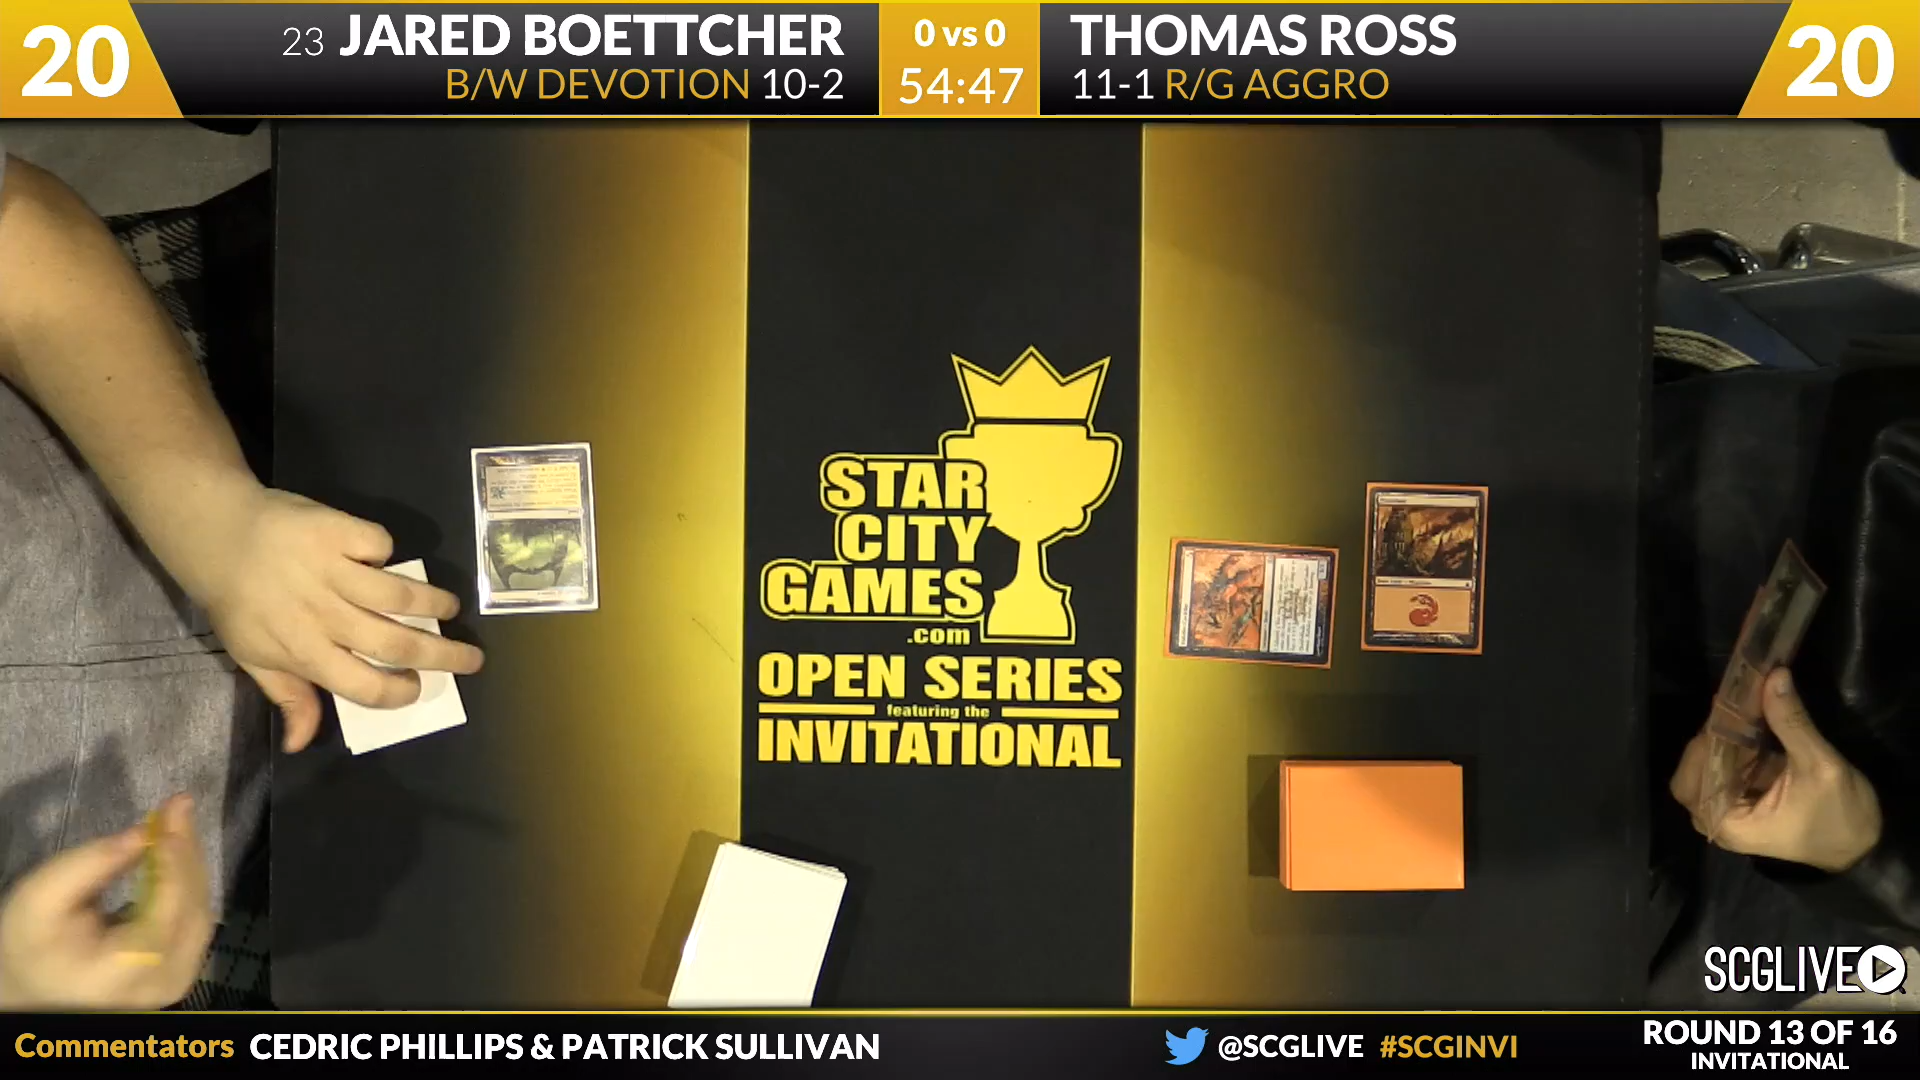 20
23 JARED BOETTCHER
B/W DEVOTION 10-2
0 vs 0
54:47
THOMAS ROSS
11-1 R/G AGGRO
20
STAR
CITY
GAMES
.com
OPEN SERIES
featuring the
INVITATIONAL
SCGLIVE
Commentators CEDRIC PHILLIPS & PATRICK SULLIVAN
@SCGLIVE #SCGINVI
ROUND 13 OF 16
INVITATIONAL